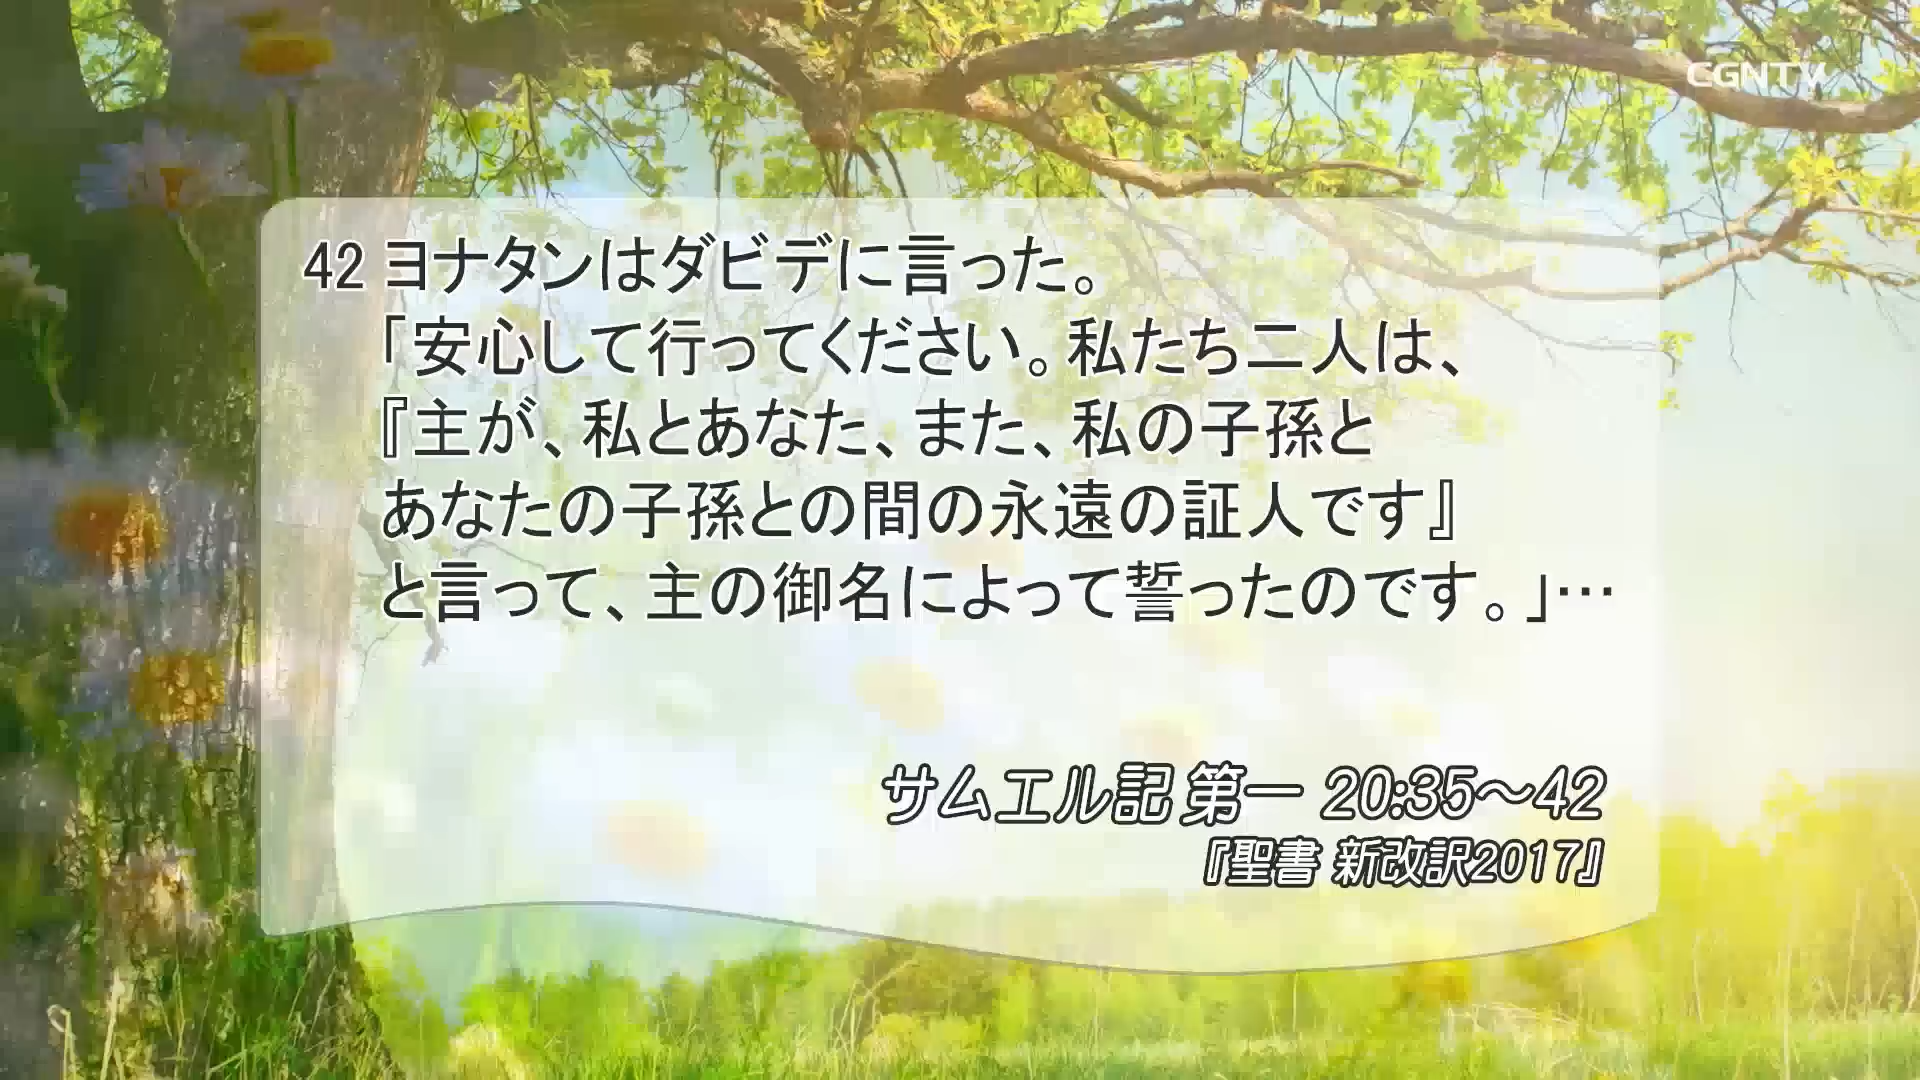 CGNTV
42 ヨナタンはダビデに言った。
「安心して行ってください。私たち二人は、
『主が、私とあなた、また、私の子孫と
あなたの子孫との間の永遠の証人です』
と言って、主の御名によって誓ったのです。」…
サムエル記 第一 20:35～42
『聖書 新改訳2017』